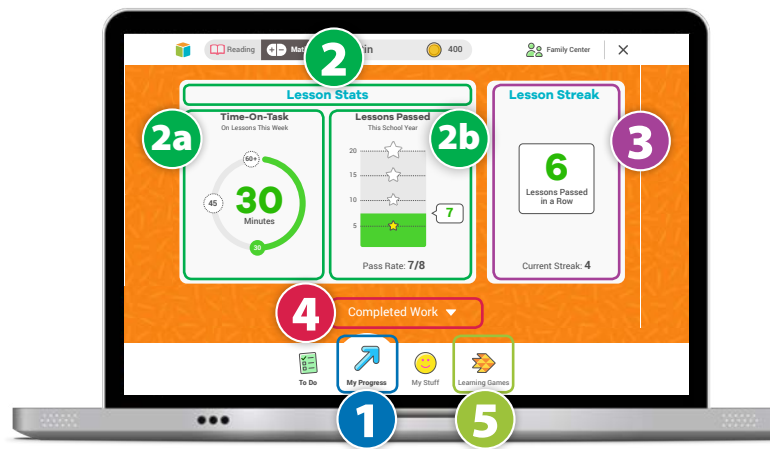 Reading
Mat
in
400
Family Center
2
Lesson Stats
Lesson Streak
2a
Time-On-Task
On Lessons This Week
60+
45
30
Minutes
30
Lessons Passed
This School Year
2b
20
15
10
5
7
Pass Rate: 7/8
3
6
Lessons Passed
in a Row
Current Streak: 4
4
Completed Work
To Do
My Progress
My Stuff
Learning Games
1
5